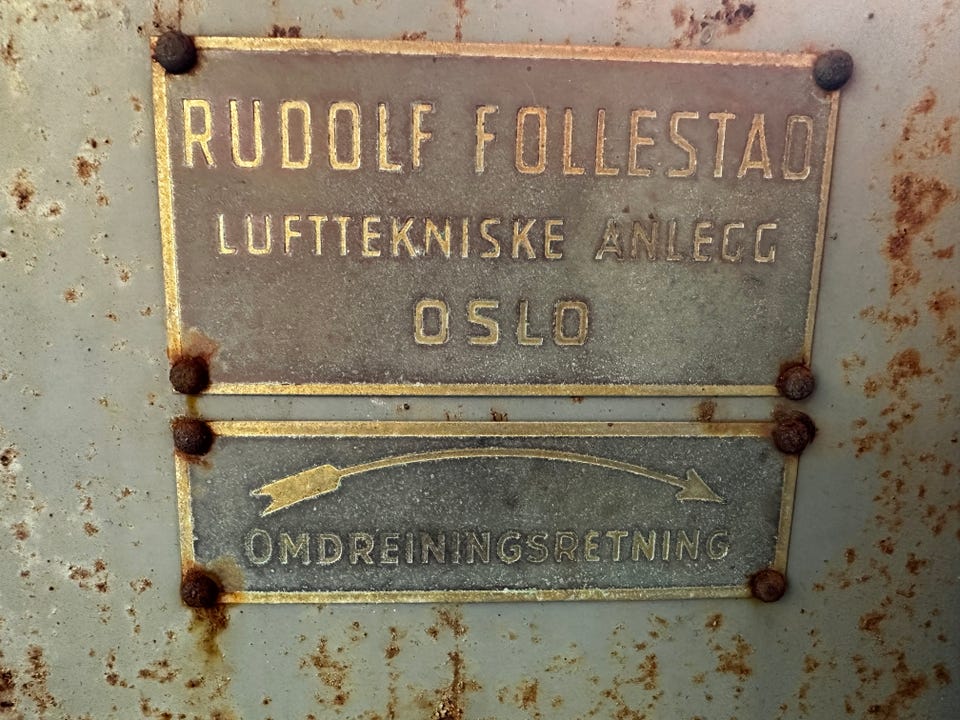 RUDOLF FOLLESTAD
LUFTTEKNISKE ANLEGG
OSLO
OMDREININGSRETNING